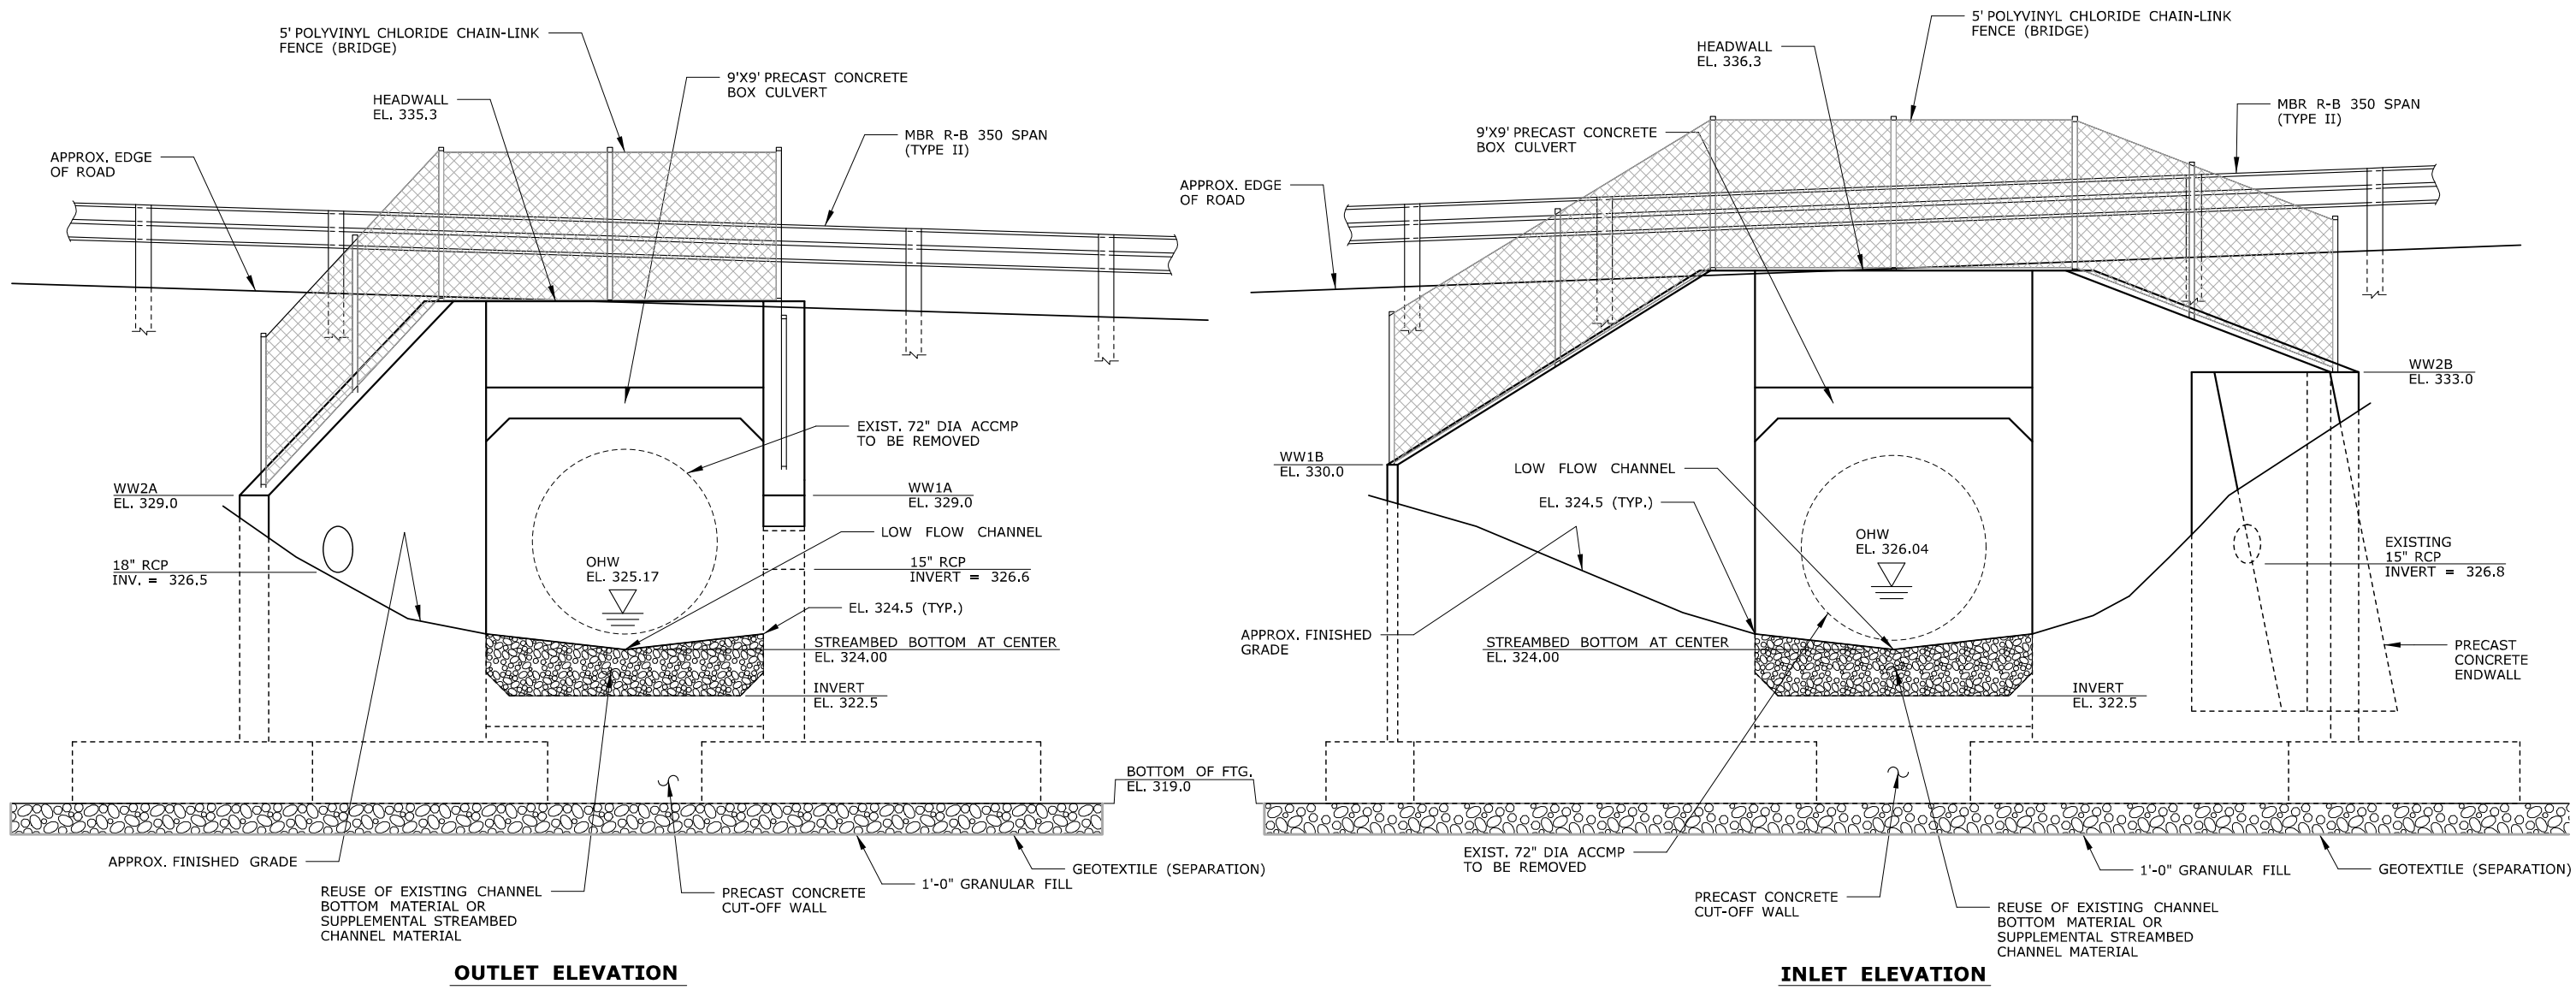 5' POLYVINYL CHLORIDE CHAIN-LINK
FENCE (BRIDGE)
9'X9' PRECAST CONCRETE
BOX CULVERT
HEADWALL
EL. 335.3
MBR R-B 350 SPAN
(TYPE II)
APPROX. EDGE
OF ROAD
EXIST. 72" DIA ACCMP
TO BE REMOVED
WW2A
EL. 329.0
WW1A
EL. 329.0
LOW FLOW CHANNEL
OHW
EL. 325.17
18" RCP
INV. = 326.5
15" RCP
INVERT = 326.6
EL. 324.5 (TYP.)
STREAMBED BOTTOM AT CENTER
EL. 324.00
INVERT
EL. 322.5
BOTTOM OF FTG.
EL. 319.0
APPROX. FINISHED GRADE
GEOTEXTILE (SEPARATION)
1'-0" GRANULAR FILL
REUSE OF EXISTING CHANNEL
BOTTOM MATERIAL OR
SUPPLEMENTAL STREAMBED
CHANNEL MATERIAL
PRECAST CONCRETE
CUT-OFF WALL
OUTLET ELEVATION
5' POLYVINYL CHLORIDE CHAIN-LINK
FENCE (BRIDGE)
HEADWALL
EL. 336.3
MBR R-B 350 SPAN
(TYPE II)
9'X9' PRECAST CONCRETE
BOX CULVERT
APPROX. EDGE
OF ROAD
WW2B
EL. 333.0
WW1B
EL. 330.0
LOW FLOW CHANNEL
EL. 324.5 (TYP.)
OHW
EL. 326.04
EXISTING
15" RCP
INVERT = 326.8
APPROX. FINISHED
GRADE
STREAMBED BOTTOM AT CENTER
EL. 324.00
PRECAST
CONCRETE
ENDWALL
INVERT
EL. 322.5
EXIST. 72" DIA ACCMP
TO BE REMOVED
1'-0" GRANULAR FILL
GEOTEXTILE (SEPARATION)
PRECAST CONCRETE
CUT-OFF WALL
REUSE OF EXISTING CHANNEL
BOTTOM MATERIAL OR
SUPPLEMENTAL STREAMBED
CHANNEL MATERIAL
INLET ELEVATION